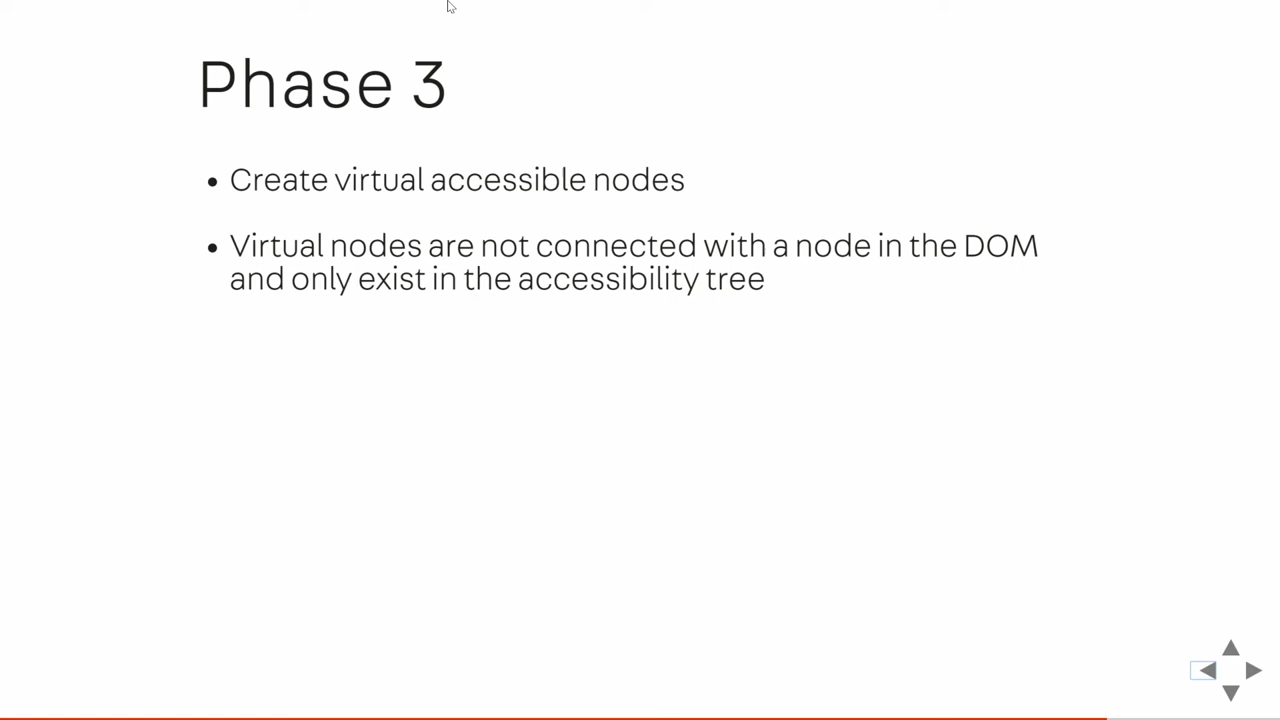 Phase 3
• Create virtual accessible nodes
• Virtual nodes are not connected with a node in the DOM
and only exist in the accessibility tree